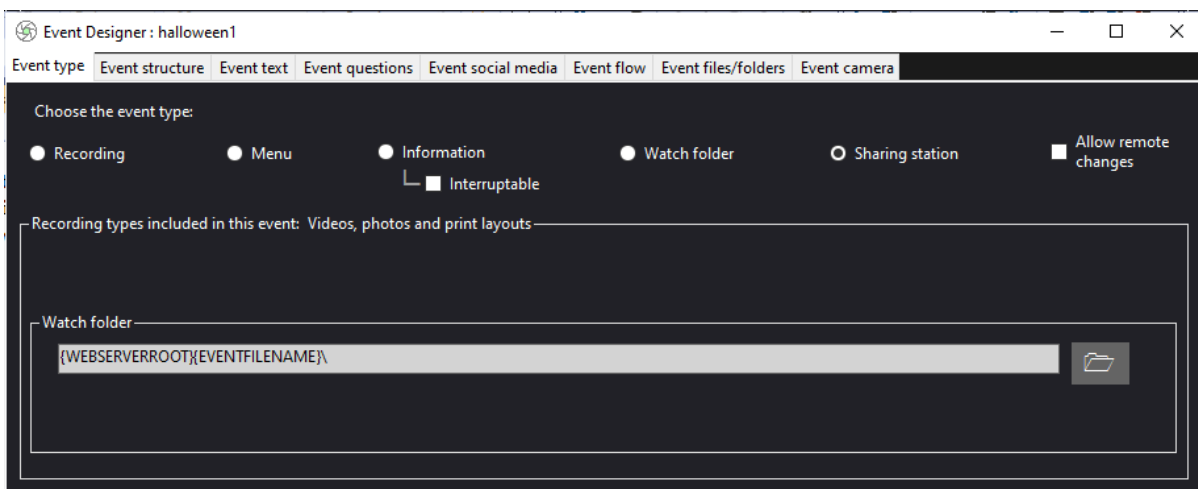 Event Designer : halloween1
Event type Event structure Event text Event questions Event social media Event flow Event files/folders Event camera
Choose the event type:
Recording Menu Information Watch folder Sharing station Allow remote changes
Interruptable
Recording types included in this event: Videos, photos and print layouts
Watch folder
{WEBSERVERROOT}{EVENTFILENAME}\